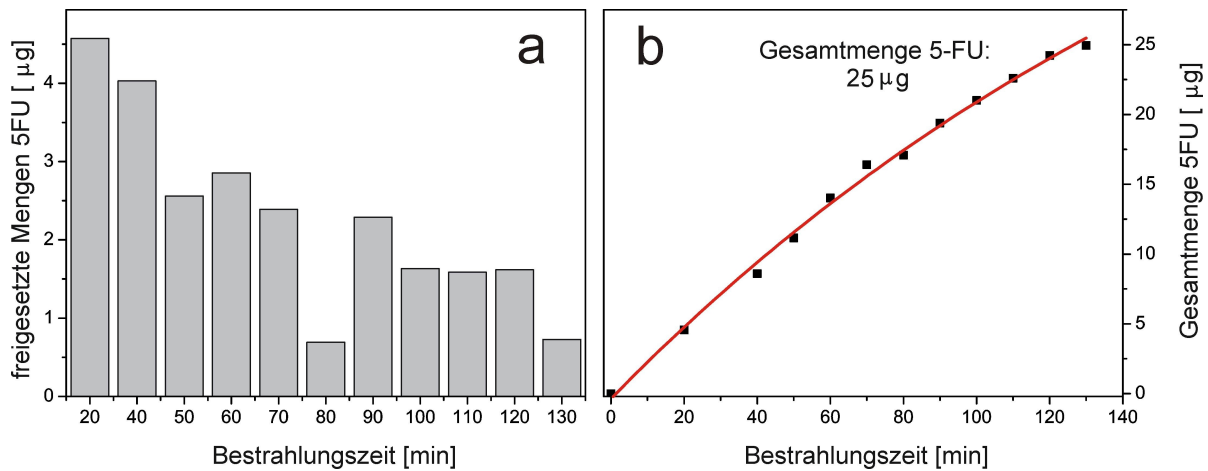 a
freigesetzte Mengen 5FU [ µg]
4
3
2
1
0
20 40 50 60 70 80 90 100 110 120 130
Bestrahlungszeit [min]
b
Gesamtmenge 5-FU:
25 µg
Gesamtmenge 5FU [ µg]
25
20
15
10
5
0
0 20 40 60 80 100 120 140
Bestrahlungszeit [min]